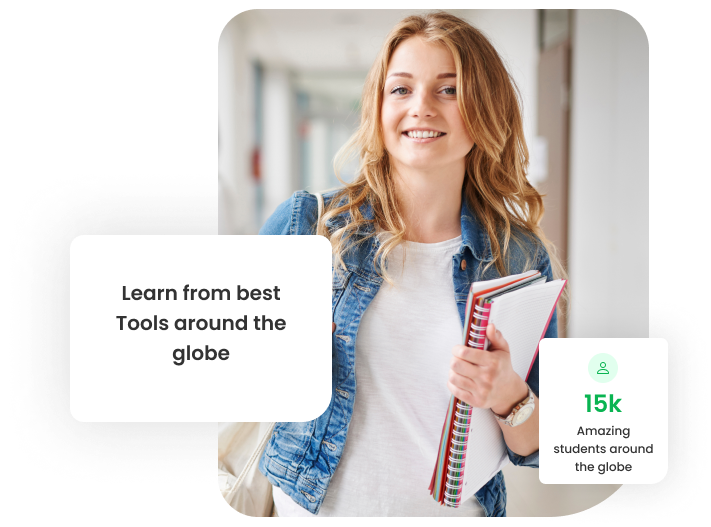 Learn from best
Tools around the
globe
15k
Amazing
students around
the globe